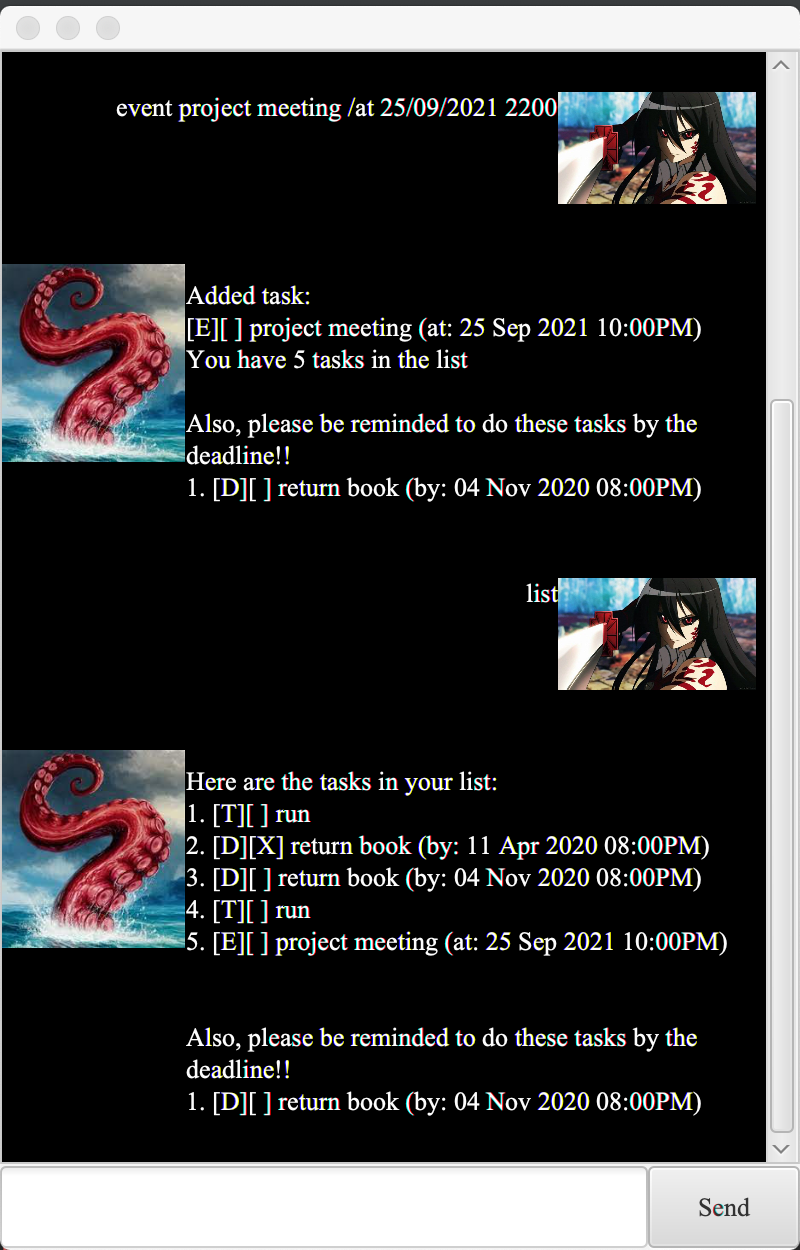 event project meeting /at 25/09/2021 2200
Added task:
[E][ ] project meeting (at: 25 Sep 2021 10:00PM)
You have 5 tasks in the list
Also, please be reminded to do these tasks by the
deadline!!
1. [D][ ] return book (by: 04 Nov 2020 08:00PM)
list
Here are the tasks in your list:
1. [T][ ] run
2. [D][X] return book (by: 11 Apr 2020 08:00PM)
3. [D][ ] return book (by: 04 Nov 2020 08:00PM)
4. [T][ ] run
5. [E][ ] project meeting (at: 25 Sep 2021 10:00PM)
Also, please be reminded to do these tasks by the
deadline!!
1. [D][ ] return book (by: 04 Nov 2020 08:00PM)
Send